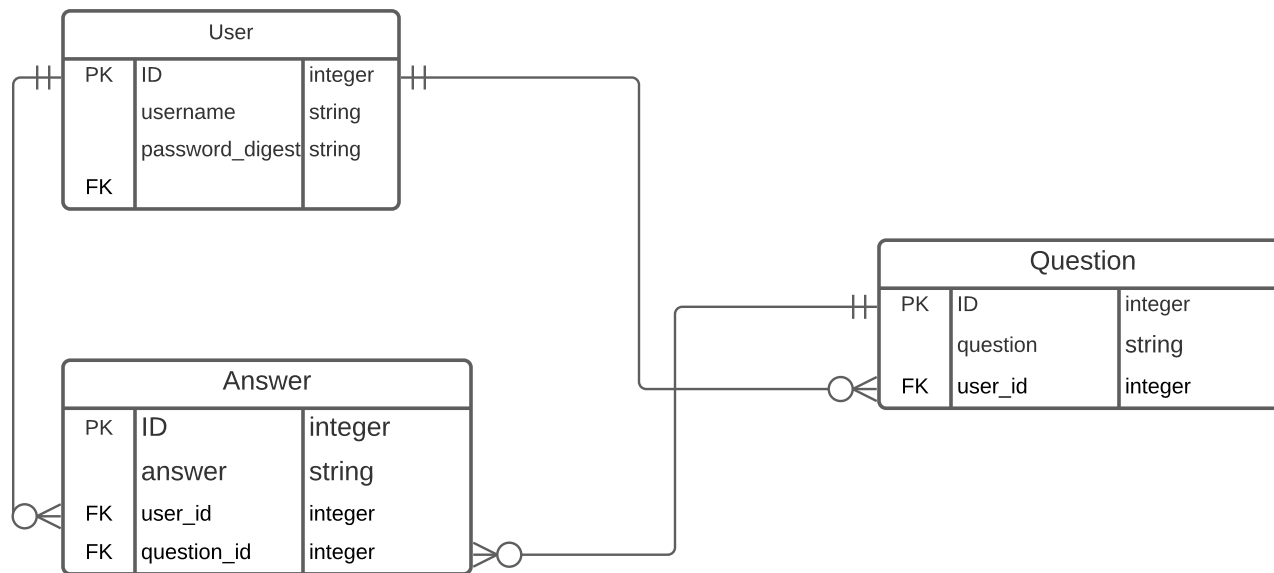 User
PK ID integer
username string
password_digest string
FK
Question
PK ID integer
question string
FK user_id integer
Answer
PK ID integer
answer string
FK user_id integer
FK question_id integer